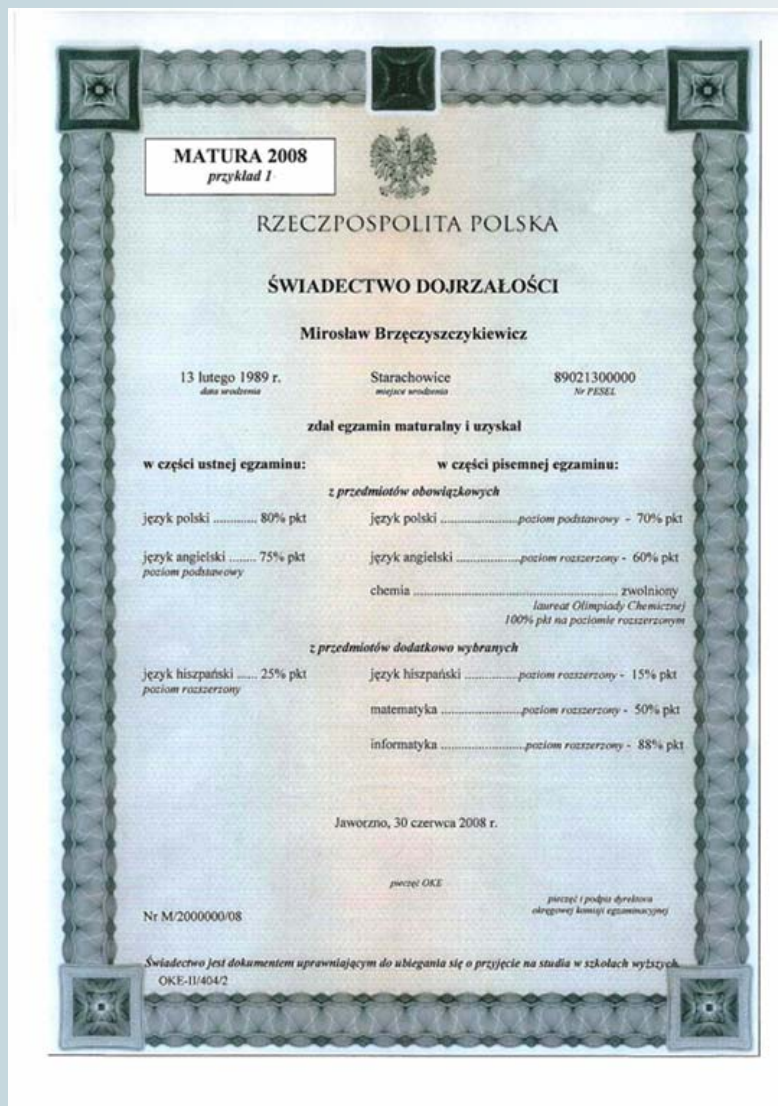 MATURA 2008
przykład 1
RZECZPOSPOLITA POLSKA
ŚWIADECTWO DOJRZAŁOŚCI
Mirosław Brzęczyszczykiewicz
13 lutego 1989 r. Starachowice 89021300000
data urodzenia miejsce urodzenia Nr PESEL
zdał egzamin maturalny i uzyskał
w części ustnej egzaminu: w części pisemnej egzaminu:
z przedmiotów obowiązkowych
język polski ............. 80% pkt język polski .......................poziom podstawowy - 70% pkt
język angielski ........ 75% pkt język angielski ...................poziom rozszerzony - 60% pkt
poziom podstawowy
chemia ............................................................ zwolniony
laureat Olimpiady Chemicznej
100% pkt na poziomie rozszerzonym
z przedmiotów dodatkowo wybranych
język hiszpański ...... 25% pkt język hiszpański ................poziom rozszerzony - 15% pkt
poziom rozszerzony
matematyka ........................poziom rozszerzony - 50% pkt
informatyka .........................poziom rozszerzony - 88% pkt
Jaworzno, 30 czerwca 2008 r.
pieczęć OKE
pieczęć i podpis dyrektora
okręgowej komisji egzaminacyjnej
Nr M/2000000/08
Świadectwo jest dokumentem uprawniającym do ubiegania się o przyjęcie na studia w szkołach wyższych.
OKE-II/404/2